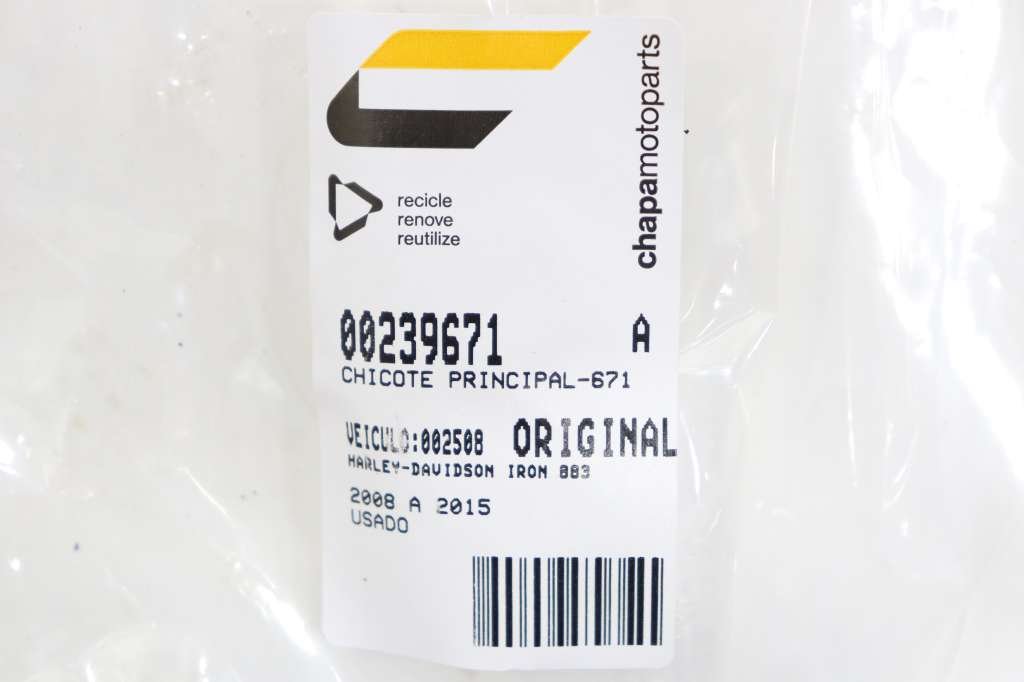 chapamotoparts
recicle
renove
reutilize
00239671 A
CHICOTE PRINCIPAL-671
VEICULO:002508 ORIGINAL
HARLEY-DAVIDSON IRON 883
2008 A 2015
USADO